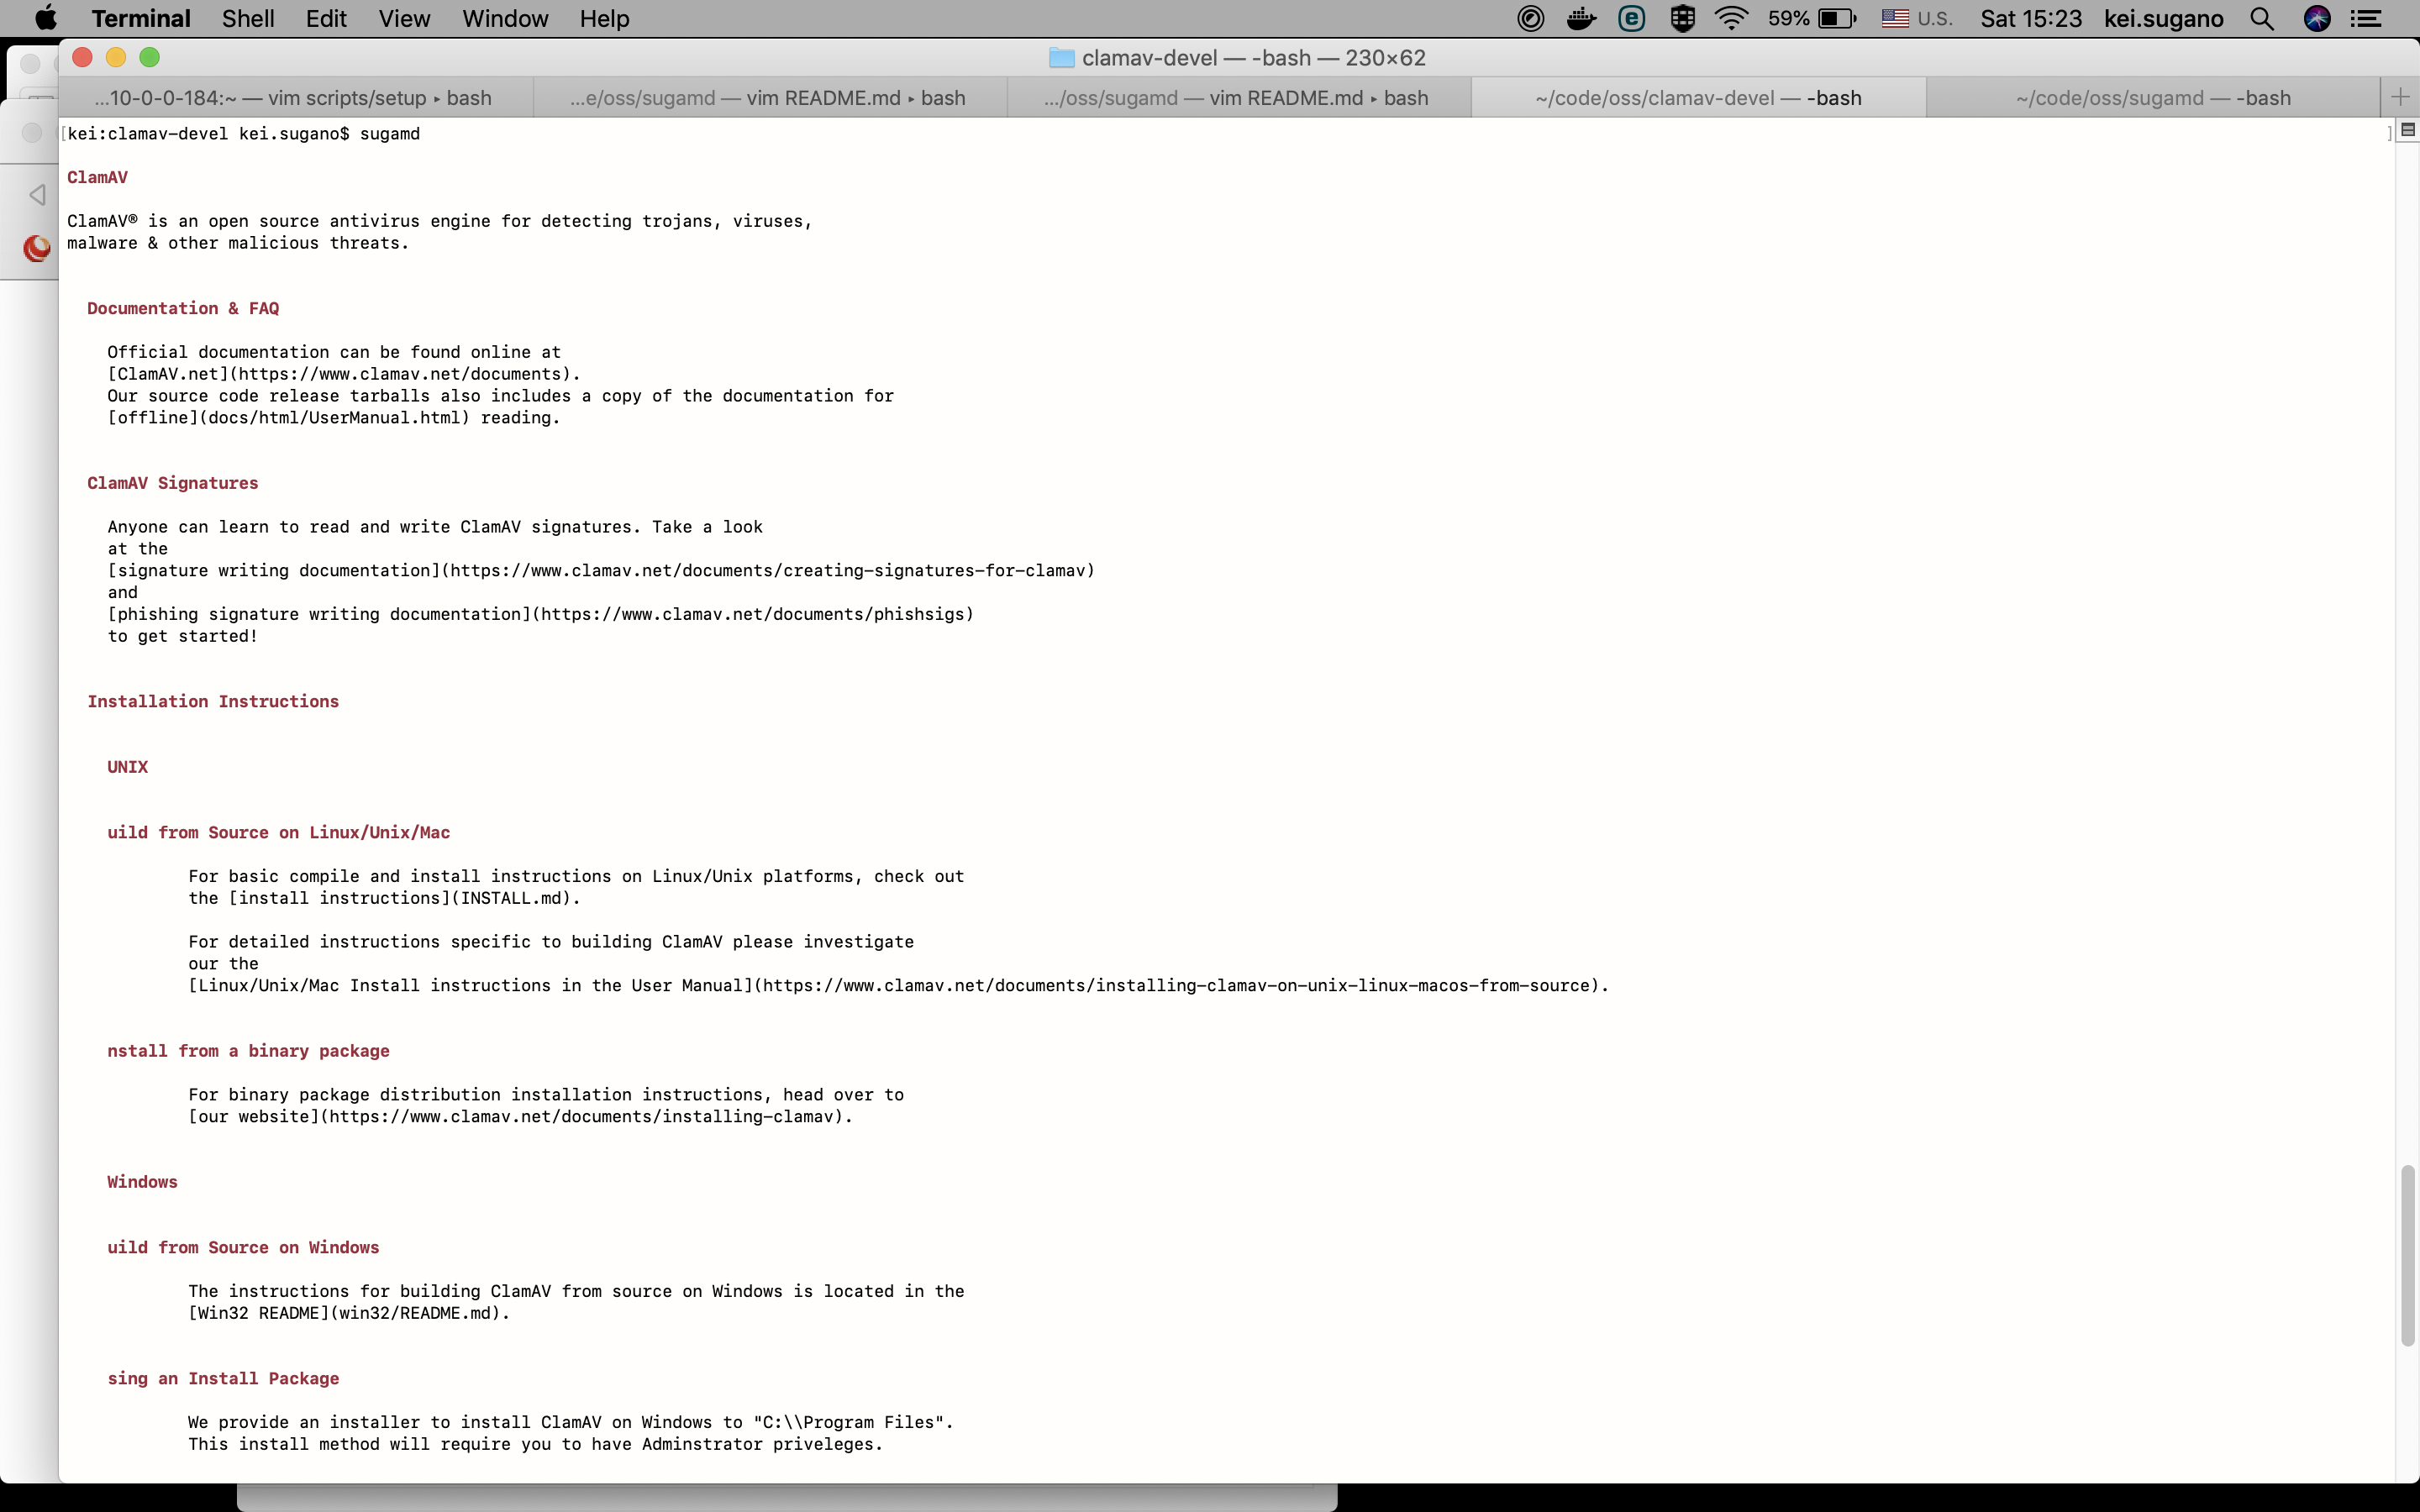 Terminal Shell Edit View Window Help 59% U.S. Sat 15:23 kei.sugano
clamav-devel — -bash — 230×62
...10-0-0-184:~ — vim scripts/setup ▸ bash ...e/oss/sugamd — vim README.md ▸ bash .../oss/sugamd — vim README.md ▸ bash ~/code/oss/clamav-devel — -bash ~/code/oss/sugamd — -bash
[kei:clamav-devel kei.sugano$ sugamd ]
ClamAV
ClamAV® is an open source antivirus engine for detecting trojans, viruses,
malware & other malicious threats.
Documentation & FAQ
Official documentation can be found online at
[ClamAV.net](https://www.clamav.net/documents).
Our source code release tarballs also includes a copy of the documentation for
[offline](docs/html/UserManual.html) reading.
ClamAV Signatures
Anyone can learn to read and write ClamAV signatures. Take a look
at the
[signature writing documentation](https://www.clamav.net/documents/creating-signatures-for-clamav)
and
[phishing signature writing documentation](https://www.clamav.net/documents/phishsigs)
to get started!
Installation Instructions
UNIX
uild from Source on Linux/Unix/Mac
For basic compile and install instructions on Linux/Unix platforms, check out
the [install instructions](INSTALL.md).
For detailed instructions specific to building ClamAV please investigate
our the
[Linux/Unix/Mac Install instructions in the User Manual](https://www.clamav.net/documents/installing-clamav-on-unix-linux-macos-from-source).
nstall from a binary package
For binary package distribution installation instructions, head over to
[our website](https://www.clamav.net/documents/installing-clamav).
Windows
uild from Source on Windows
The instructions for building ClamAV from source on Windows is located in the
[Win32 README](win32/README.md).
sing an Install Package
We provide an installer to install ClamAV on Windows to "C:\\Program Files".
This install method will require you to have Adminstrator priveleges.